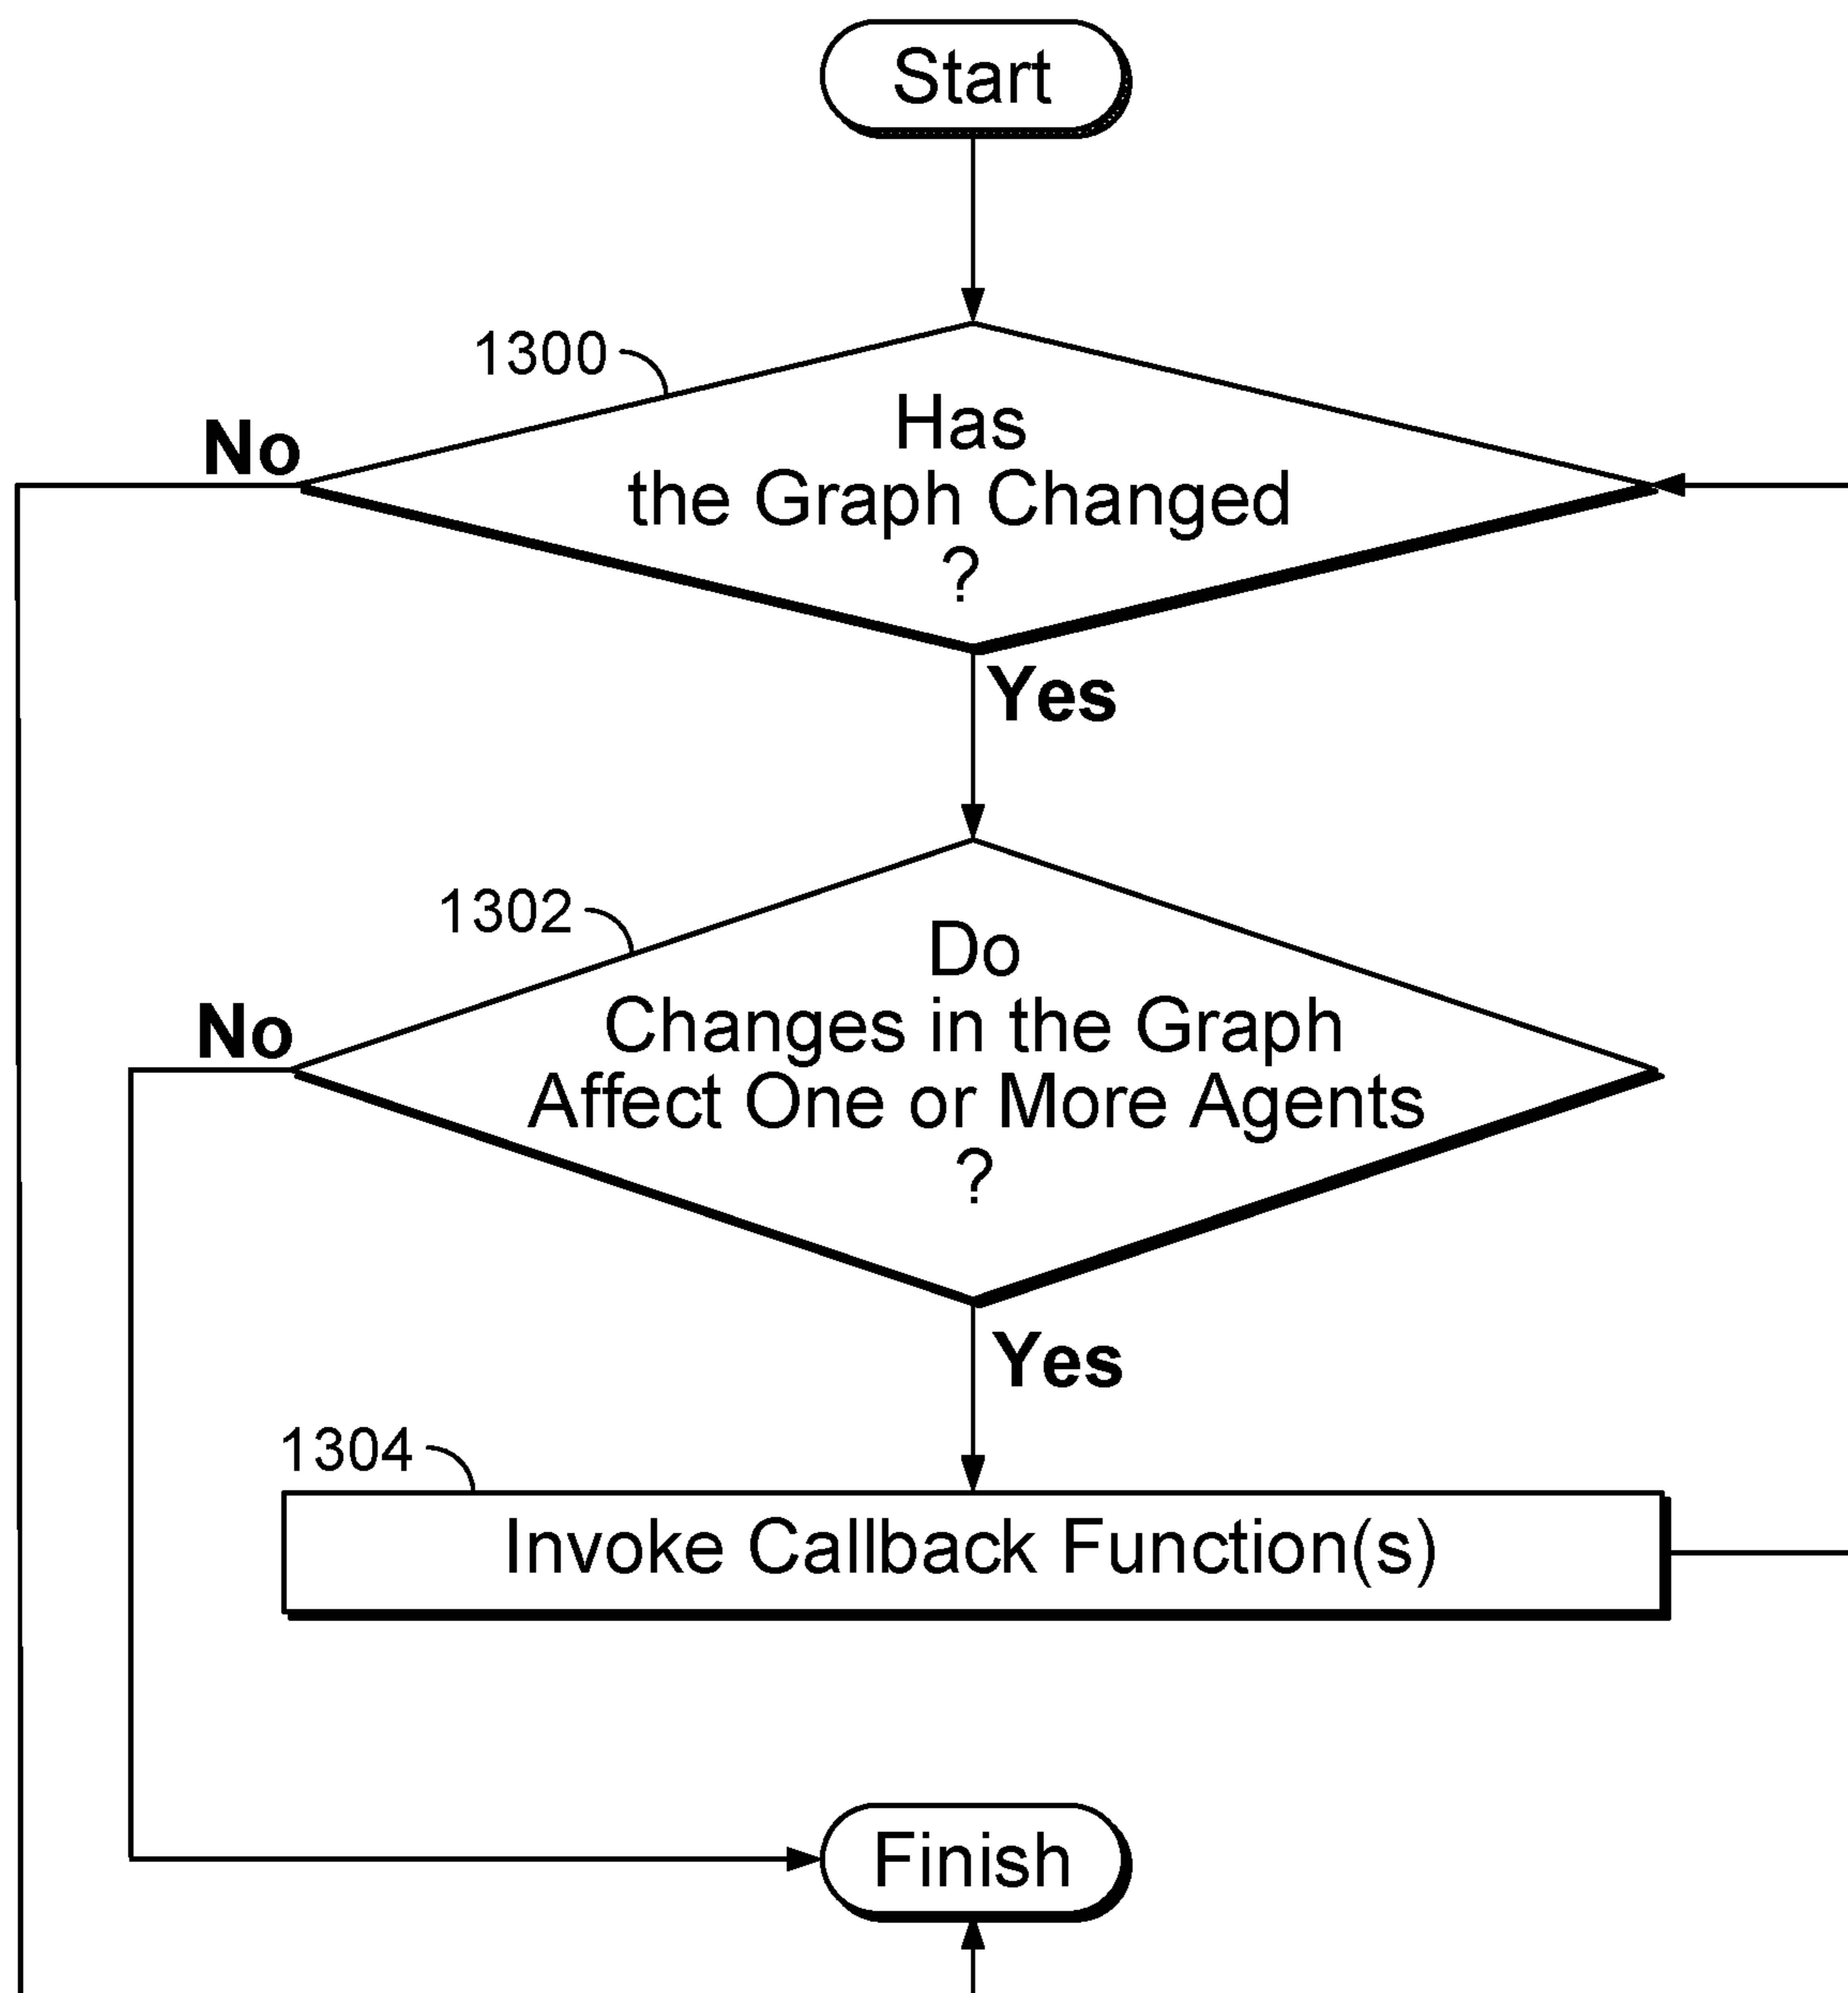 Start
1300
Has
No
the Graph Changed
?
Yes
1302
Do
No
Changes in the Graph
Affect One or More Agents
?
Yes
1304
Invoke Callback Function(s)
Finish